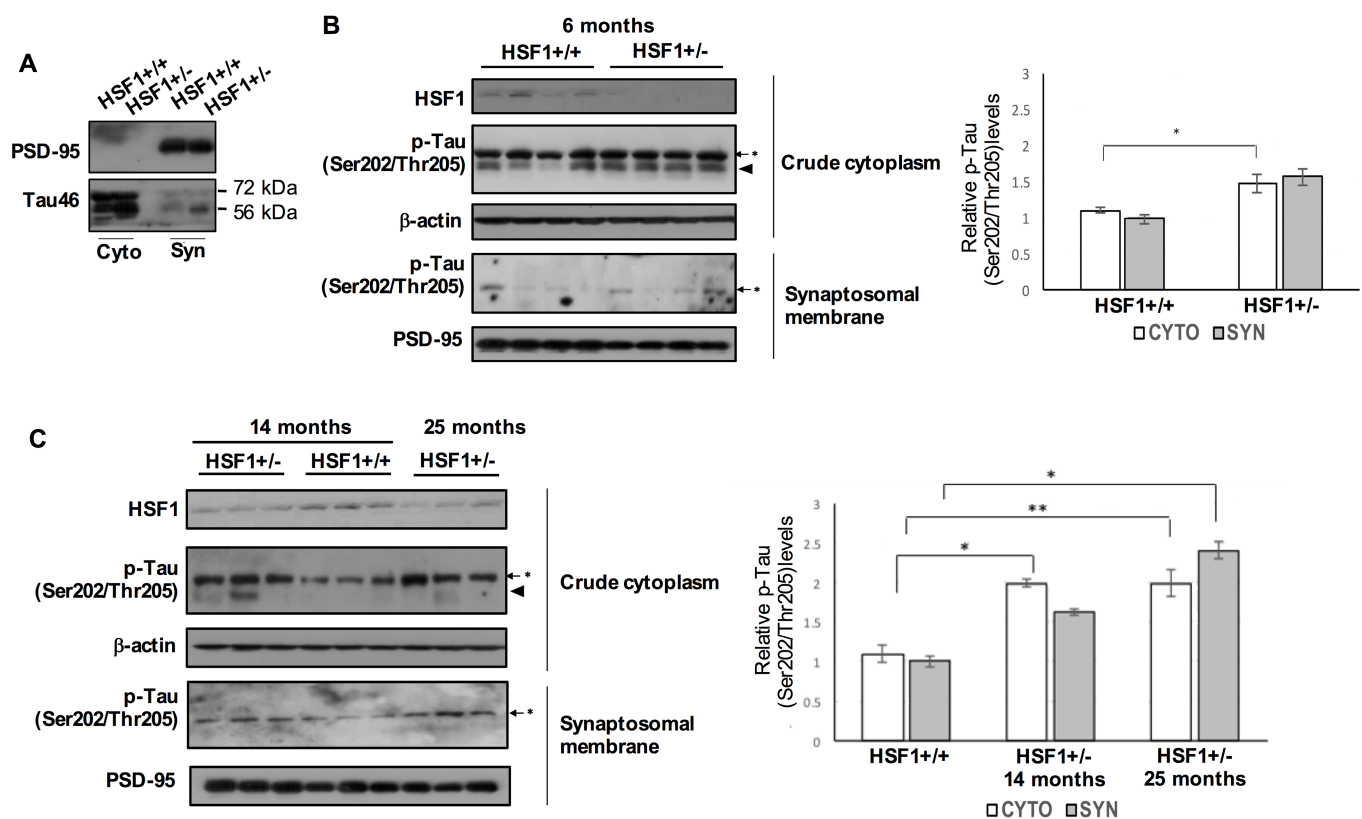 A
HSF1+/+
HSF1+/-
HSF1+/+
HSF1+/-
PSD-95
Tau46
72 kDa
56 kDa
Cyto
Syn
B
6 months
HSF1+/+
HSF1+/-
HSF1
p-Tau
(Ser202/Thr205)
*
β-actin
Crude cytoplasm
p-Tau
(Ser202/Thr205)
*
PSD-95
Synaptosomal
membrane
Relative p-Tau
(Ser202/Thr205)levels
3
2.5
2
1.5
1
0.5
0
*
HSF1+/+
HSF1+/-
CYTO
SYN
C
14 months
25 months
HSF1+/-
HSF1+/+
HSF1+/-
HSF1
p-Tau
(Ser202/Thr205)
*
β-actin
Crude cytoplasm
p-Tau
(Ser202/Thr205)
*
PSD-95
Synaptosomal
membrane
Relative p-Tau
(Ser202/Thr205)levels
3
2.5
2
1.5
1
0.5
0
*
**
*
HSF1+/+
HSF1+/-
14 months
HSF1+/-
25 months
CYTO
SYN